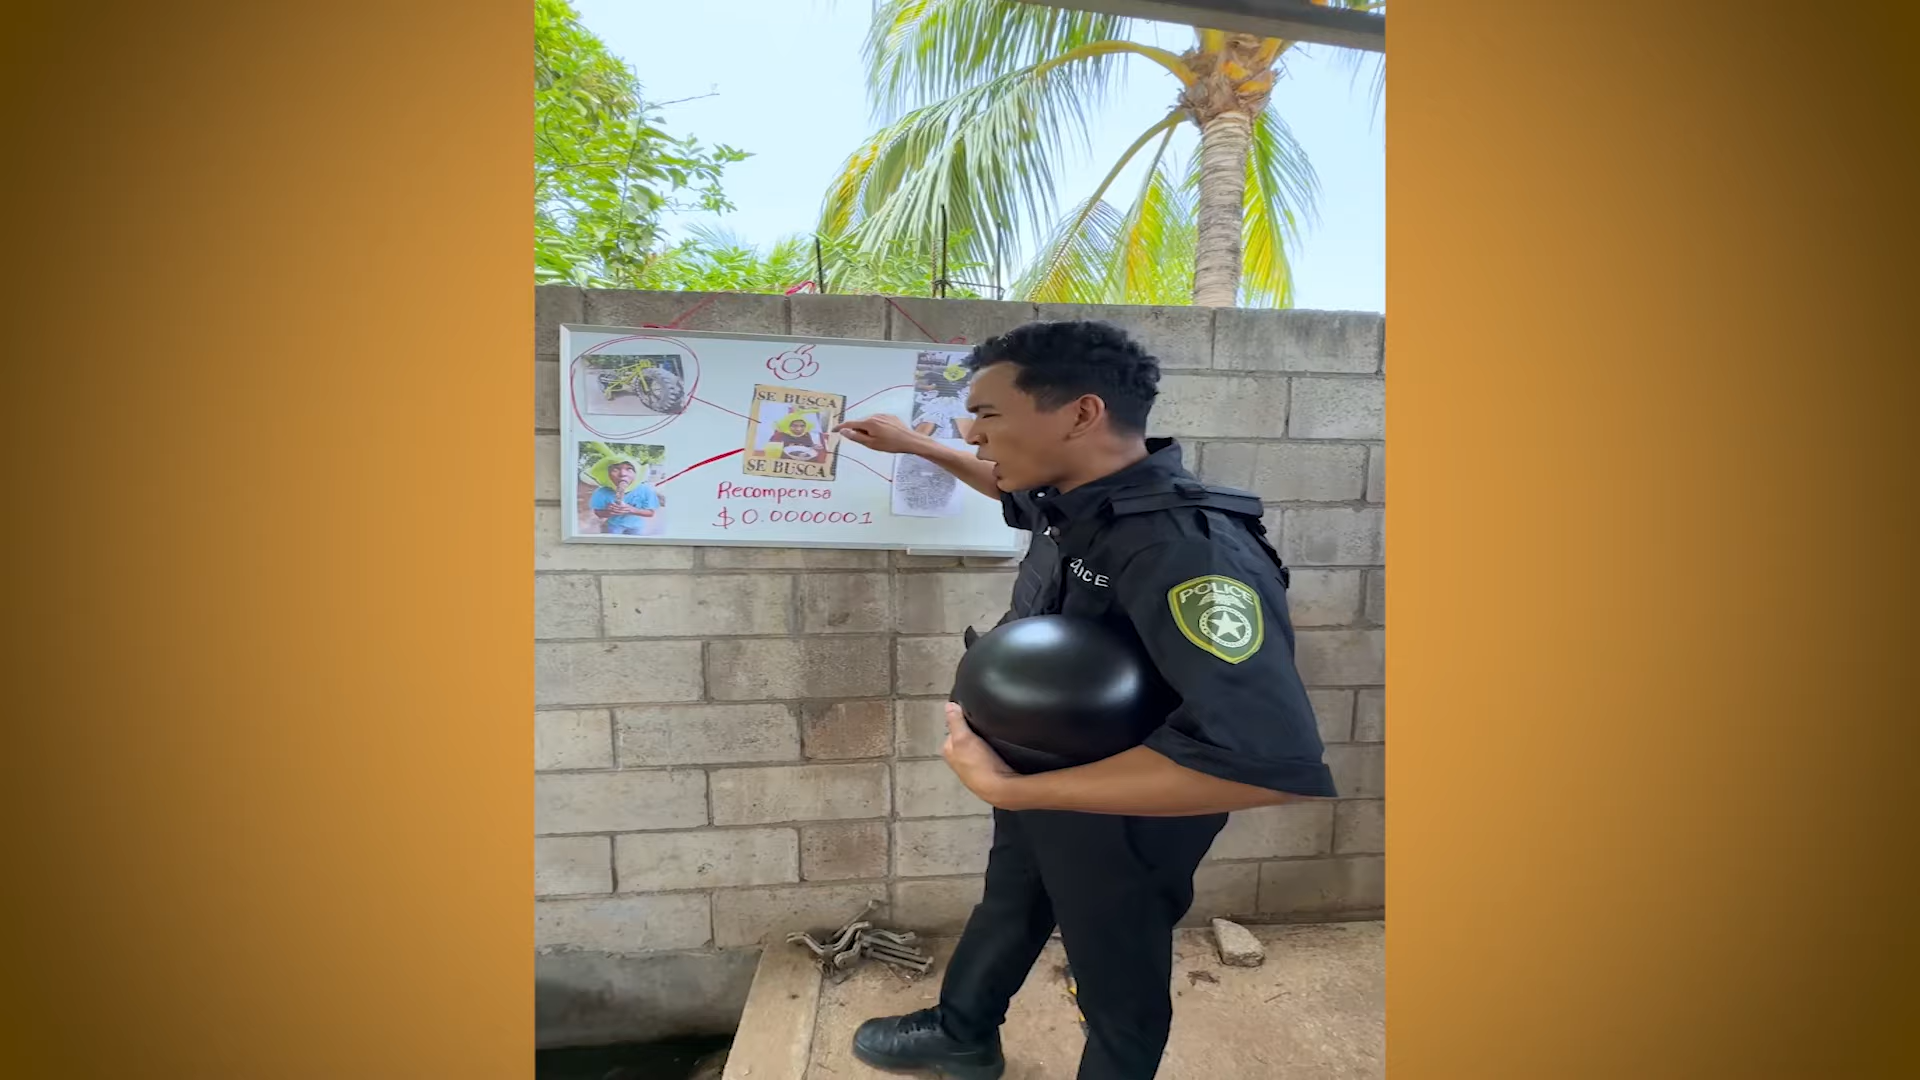 SE BUSCA
SE BUSCA
Recompensa
$0.0000001
POLICE
POLICE